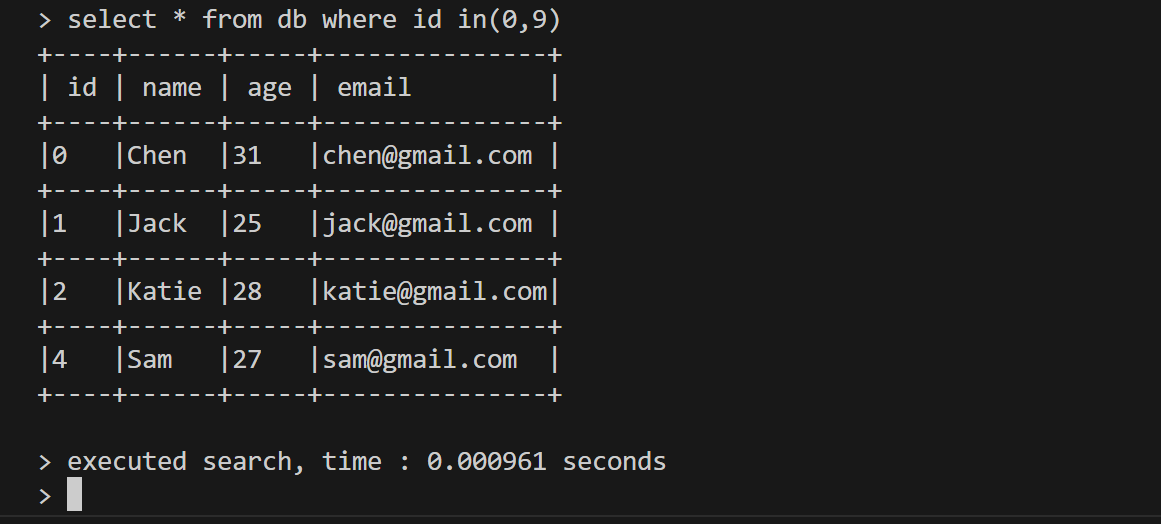 > select * from db where id in(0,9)
+----+------+-----+---------------+
| id | name | age | email         |
+----+------+-----+---------------+
|0   |Chen  |31   |chen@gmail.com |
+----+------+-----+---------------+
|1   |Jack  |25   |jack@gmail.com |
+----+------+-----+---------------+
|2   |Katie |28   |katie@gmail.com|
+----+------+-----+---------------+
|4   |Sam   |27   |sam@gmail.com  |
+----+------+-----+---------------+
> executed search, time : 0.000961 seconds
>